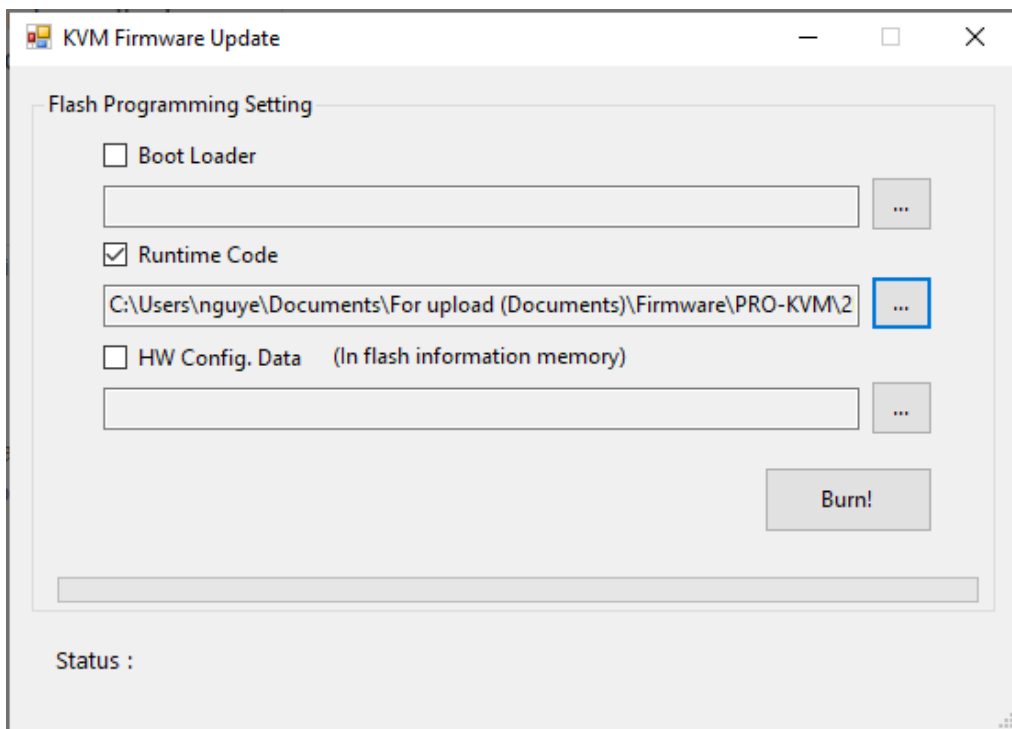 KVM Firmware Update
Flash Programming Setting
Boot Loader
...
Runtime Code
C:\Users\nguye\Documents\For upload (Documents)\Firmware\PRO-KVM\2
...
HW Config. Data (In flash information memory)
...
Burn!
Status :